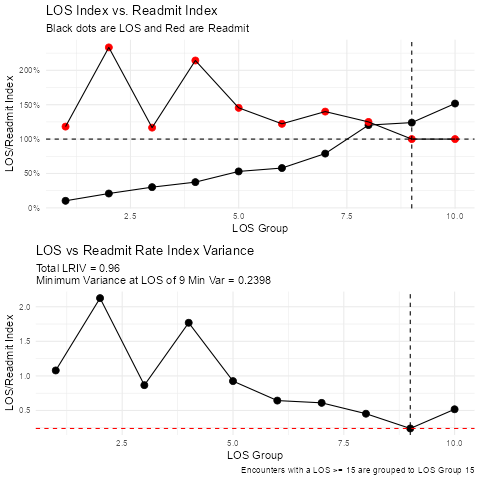 LOS Index vs. Readmit Index
Black dots are LOS and Red are Readmit
LOS/Readmit Index
200%
150%
100%
50%
0%
2.5
5.0
7.5
10.0
LOS Group
LOS vs Readmit Rate Index Variance
Total LRIV = 0.96
Minimum Variance at LOS of 9 Min Var = 0.2398
LOS/Readmit Index
2.0
1.5
1.0
0.5
2.5
5.0
7.5
10.0
LOS Group
Encounters with a LOS >= 15 are grouped to LOS Group 15